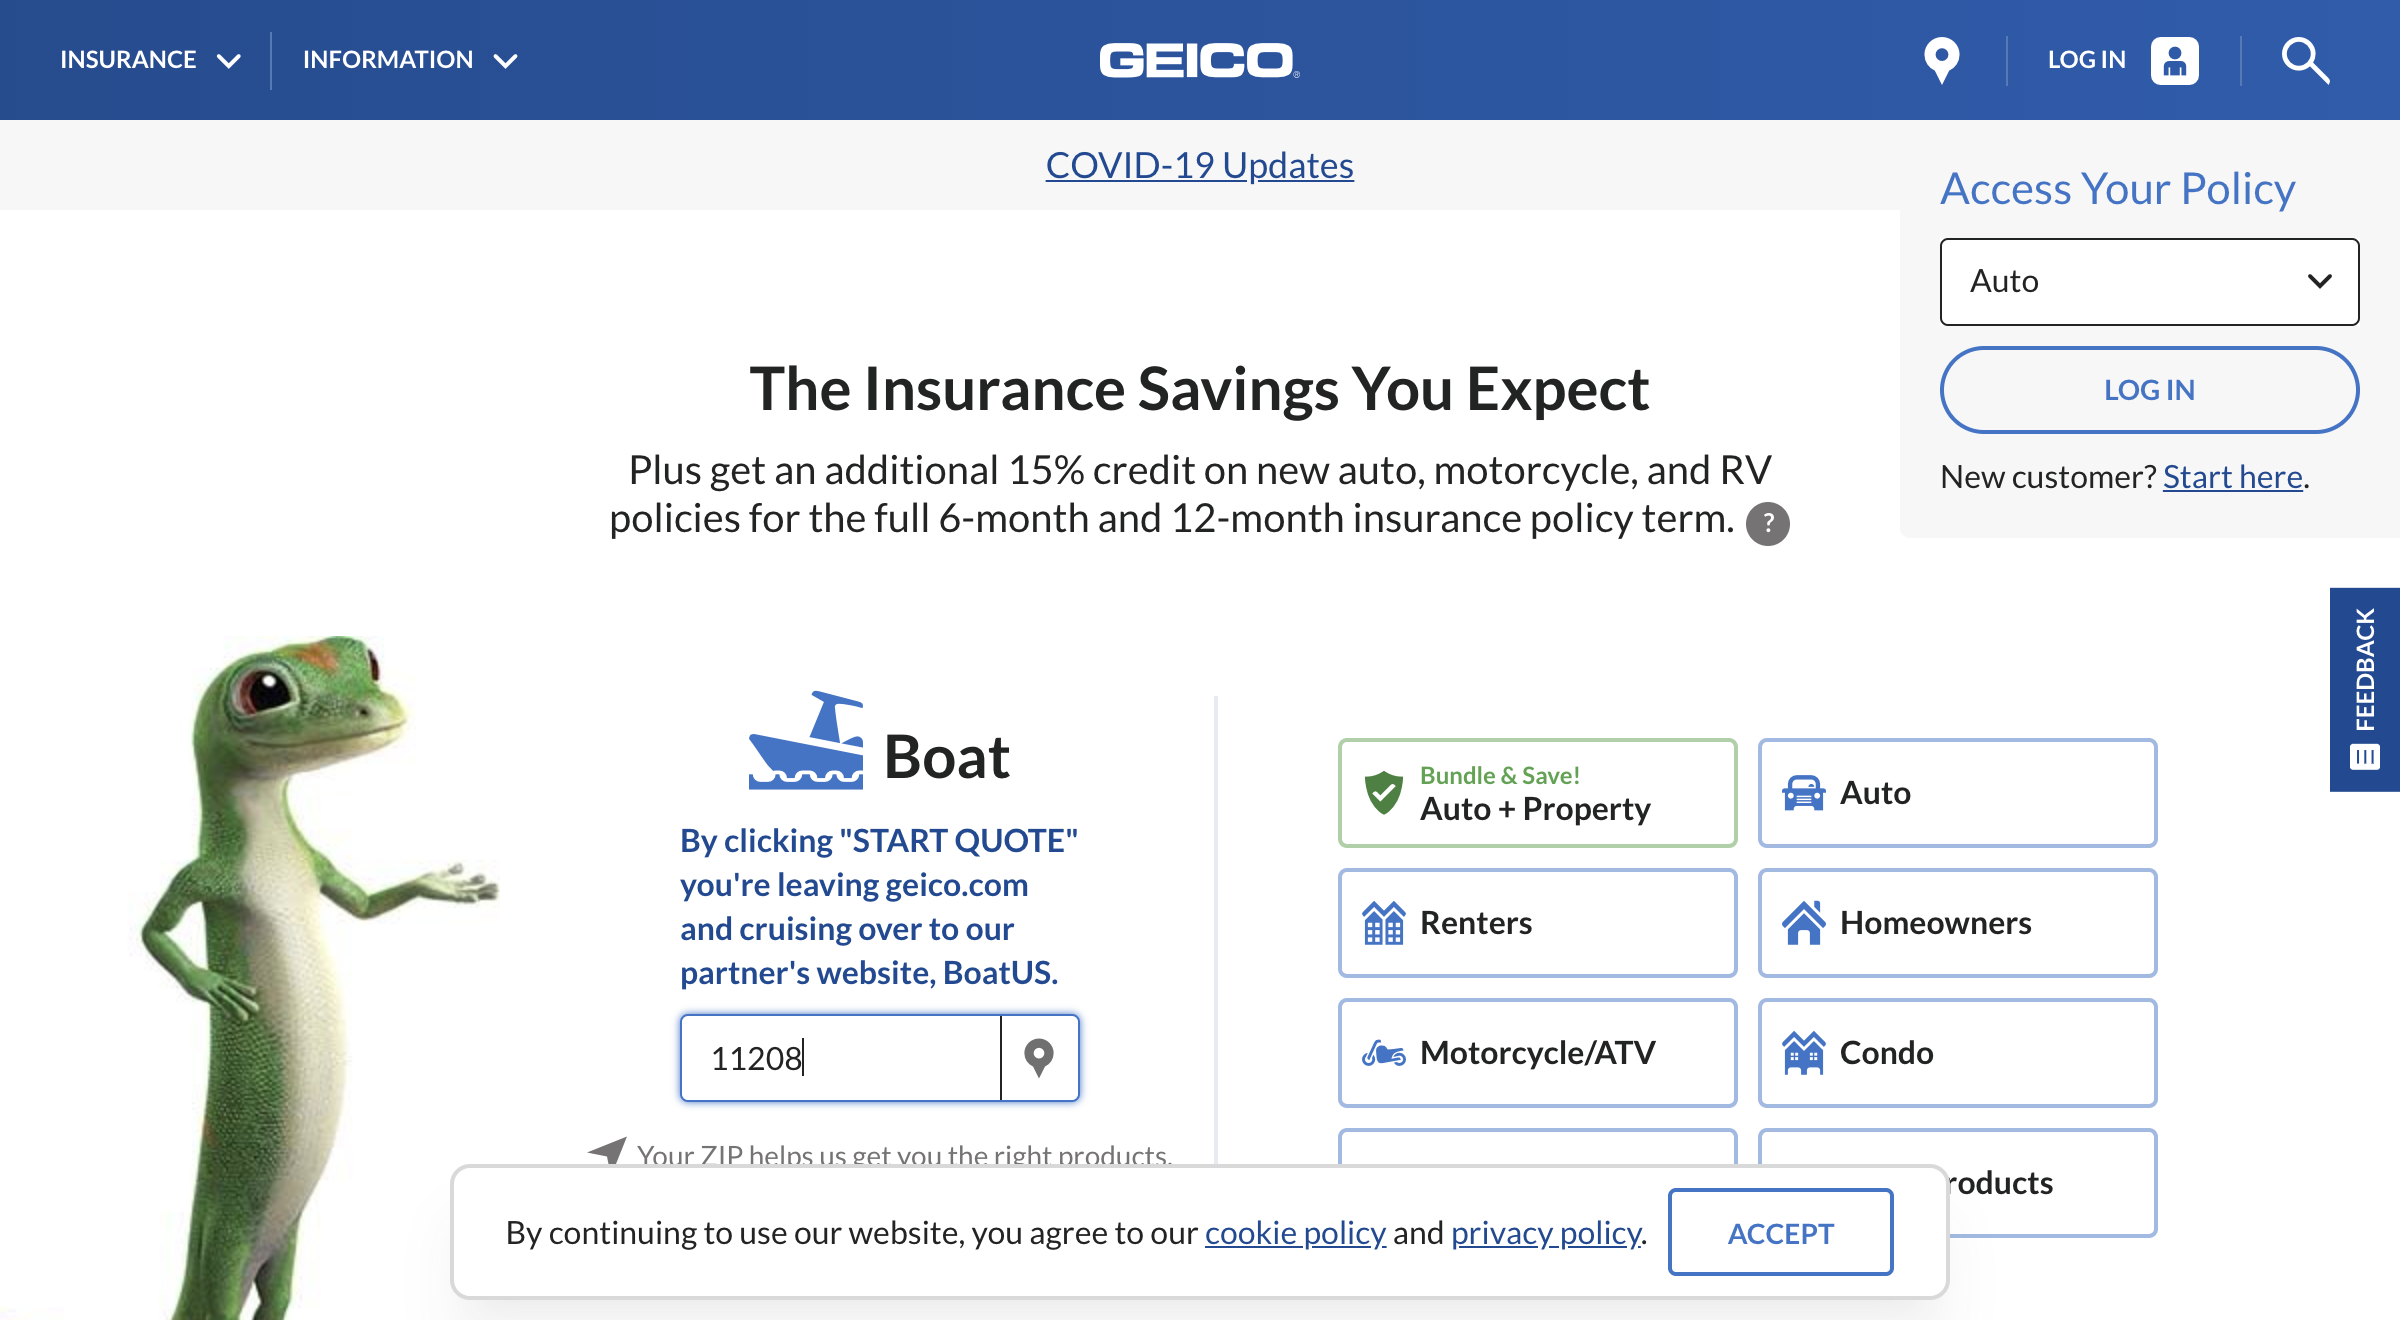 INSURANCE
INFORMATION
GEICO®
LOG IN
COVID-19 Updates
Access Your Policy
Auto
LOG IN
New customer? Start here.
The Insurance Savings You Expect
Plus get an additional 15% credit on new auto, motorcycle, and RV
policies for the full 6-month and 12-month insurance policy term. ?
FEEDBACK
Boat
By clicking "START QUOTE"
you're leaving geico.com
and cruising over to our
partner's website, BoatUS.
11208
Your ZIP helps us get you the right products.
Bundle & Save!
Auto + Property
Auto
Renters
Homeowners
Motorcycle/ATV
Condo
By continuing to use our website, you agree to our cookie policy and privacy policy.
ACCEPT